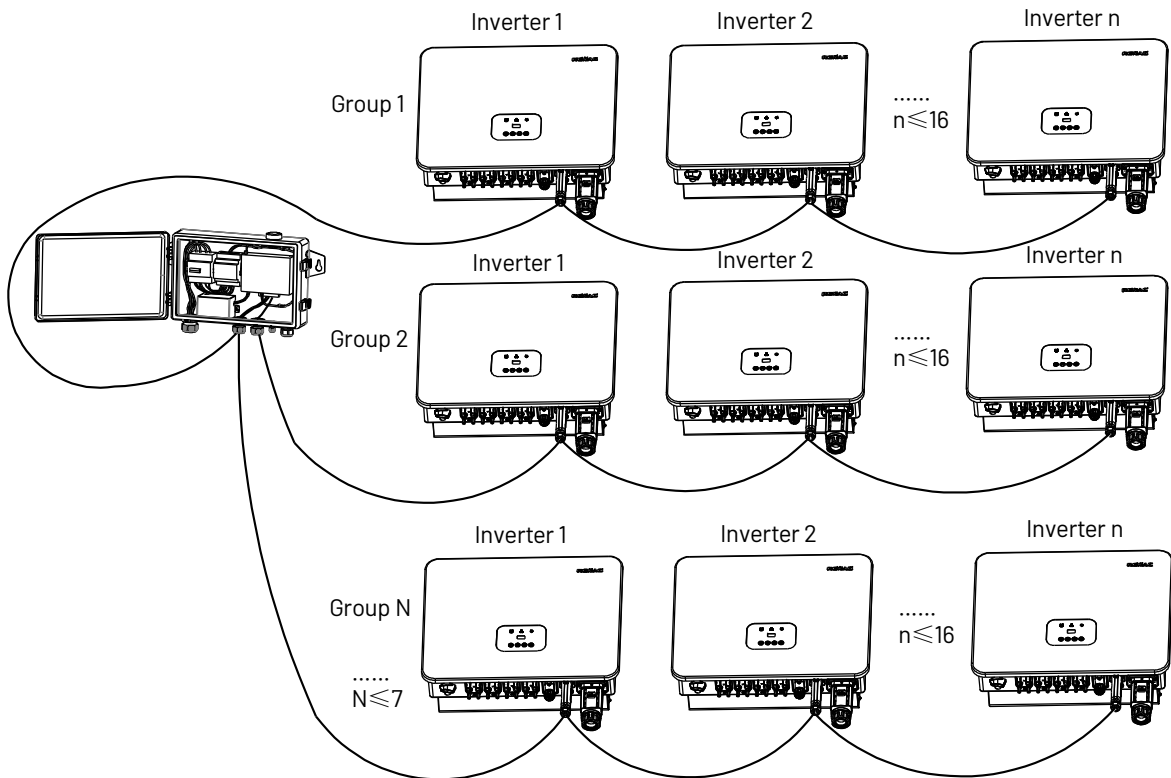 Inverter 1
Inverter 2
Inverter n
Group 1
......
n≤16
Inverter 1
Inverter 2
Inverter n
Group 2
......
n≤16
Inverter 1
Inverter 2
Inverter n
Group N
......
n≤16
......
N≤7